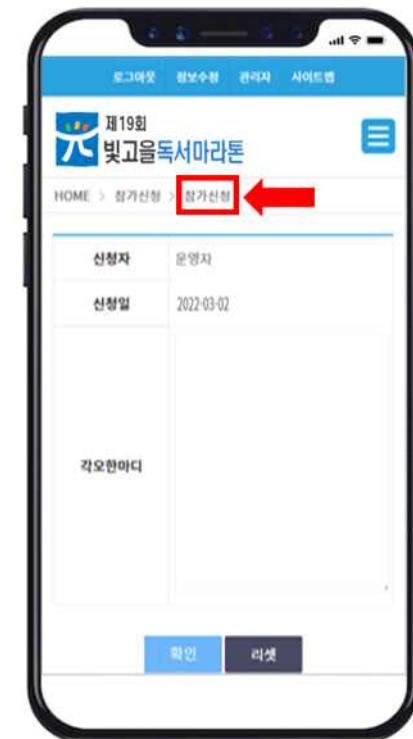 로그아웃 정보수정 관리자 사이트맵
제19회
빛고을독서마라톤
HOME > 참가신청 > 참가신청
신청자 운영자
신청일 2022-03-02
각오한마디
확인 리셋